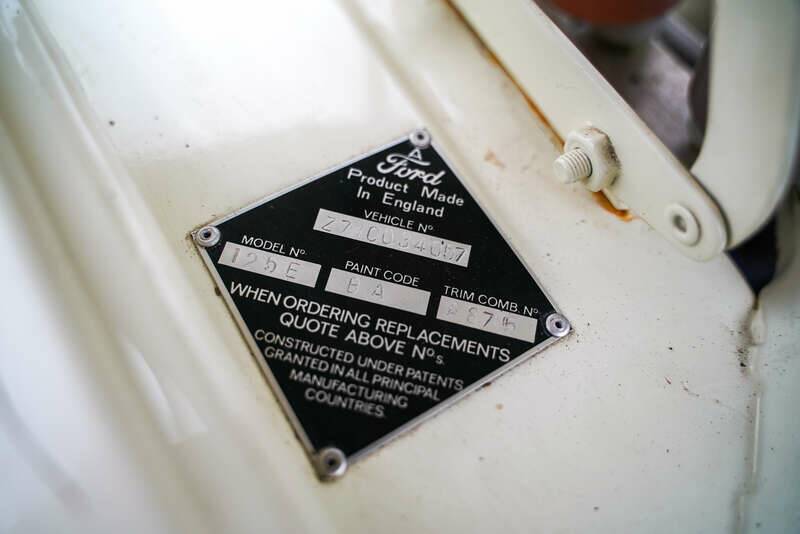 Ford
Product Made
In England
VEHICLE Nº
MODEL Nº
125E
PAINT CODE
TRIM COMB. Nº
WHEN ORDERING REPLACEMENTS
QUOTE ABOVE Nºs.
CONSTRUCTED UNDER PATENTS
GRANTED IN ALL PRINCIPAL
MANUFACTURING
COUNTRIES.